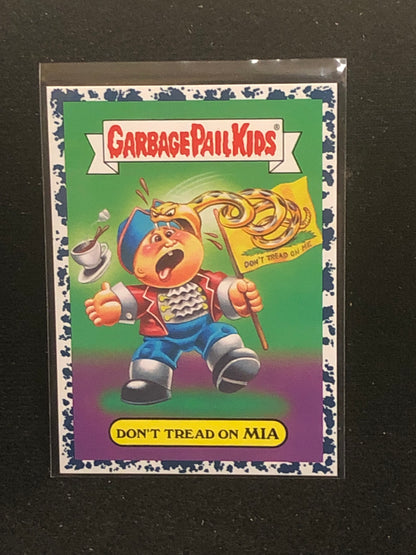 GARBAGE PAIL KIDS®
DON'T TREAD ON ME
DON'T TREAD ON MIA